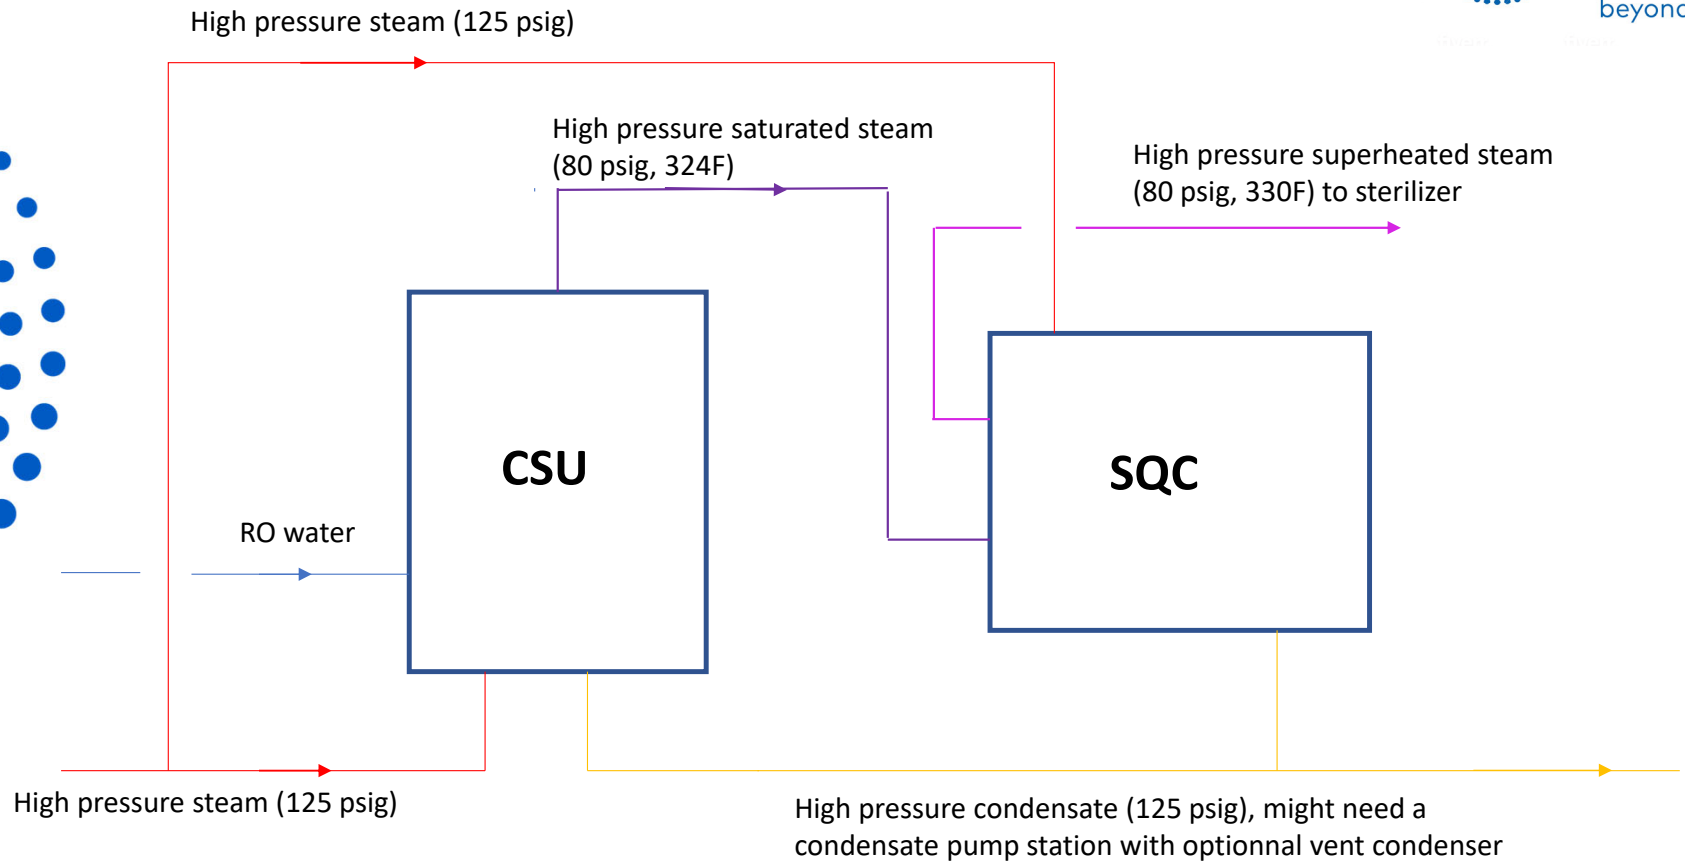 beyond
High pressure steam (125 psig)
High pressure saturated steam
(80 psig, 324F)
High pressure superheated steam
(80 psig, 330F) to sterilizer
CSU
SQC
RO water
High pressure steam (125 psig)
High pressure condensate (125 psig), might need a
condensate pump station with optionnal vent condenser